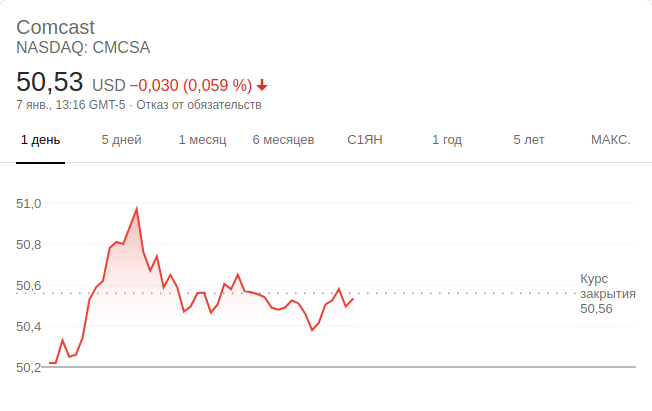 Comcast
NASDAQ: CMCSA
50,53 USD −0,030 (0,059 %)
7 янв., 13:16 GMT-5 · Отказ от обязательств
1 день 5 дней 1 месяц 6 месяцев С1ЯН 1 год 5 лет МАКС.
51,0
50,8
50,6
50,4
50,2
Курс
закрытия
50,56